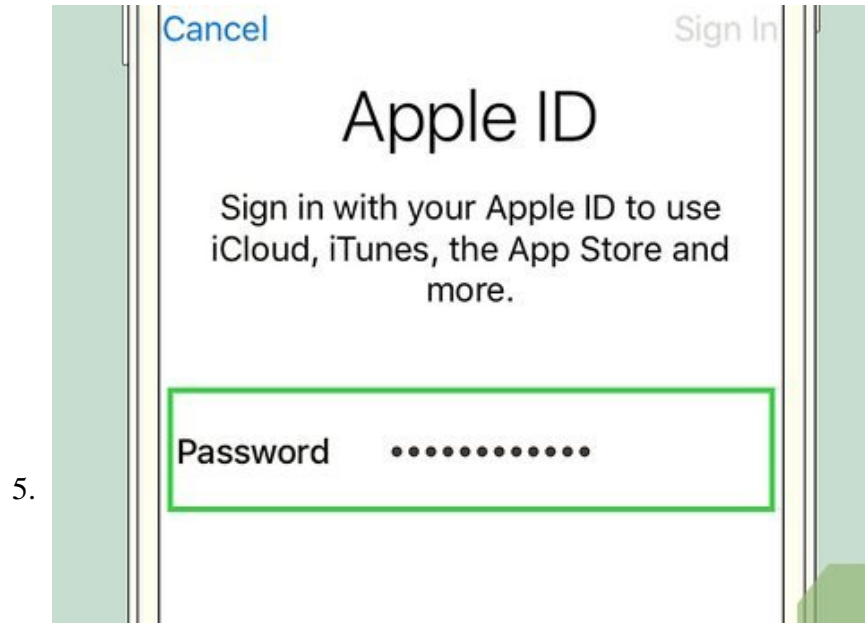 Cancel
Sign In
Apple ID
Sign in with your Apple ID to use
iCloud, iTunes, the App Store and
more.
Password ••••••••••••
5.